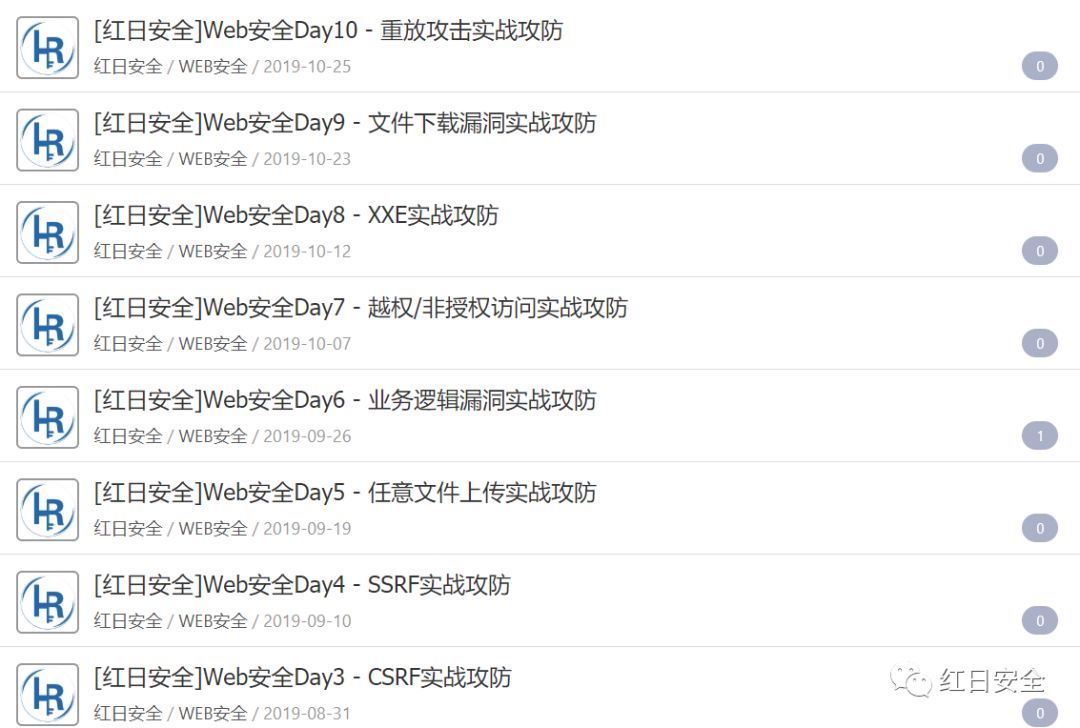 [红日安全]Web安全Day10 - 重放攻击实战攻防
红日安全 / WEB安全 / 2019-10-25
0
[红日安全]Web安全Day9 - 文件下载漏洞实战攻防
红日安全 / WEB安全 / 2019-10-23
0
[红日安全]Web安全Day8 - XXE实战攻防
红日安全 / WEB安全 / 2019-10-12
0
[红日安全]Web安全Day7 - 越权/非授权访问实战攻防
红日安全 / WEB安全 / 2019-10-07
0
[红日安全]Web安全Day6 - 业务逻辑漏洞实战攻防
红日安全 / WEB安全 / 2019-09-26
1
[红日安全]Web安全Day5 - 任意文件上传实战攻防
红日安全 / WEB安全 / 2019-09-19
0
[红日安全]Web安全Day4 - SSRF实战攻防
红日安全 / WEB安全 / 2019-09-10
0
[红日安全]Web安全Day3 - CSRF实战攻防
红日安全
红日安全 / WEB安全 / 2019-08-31
0